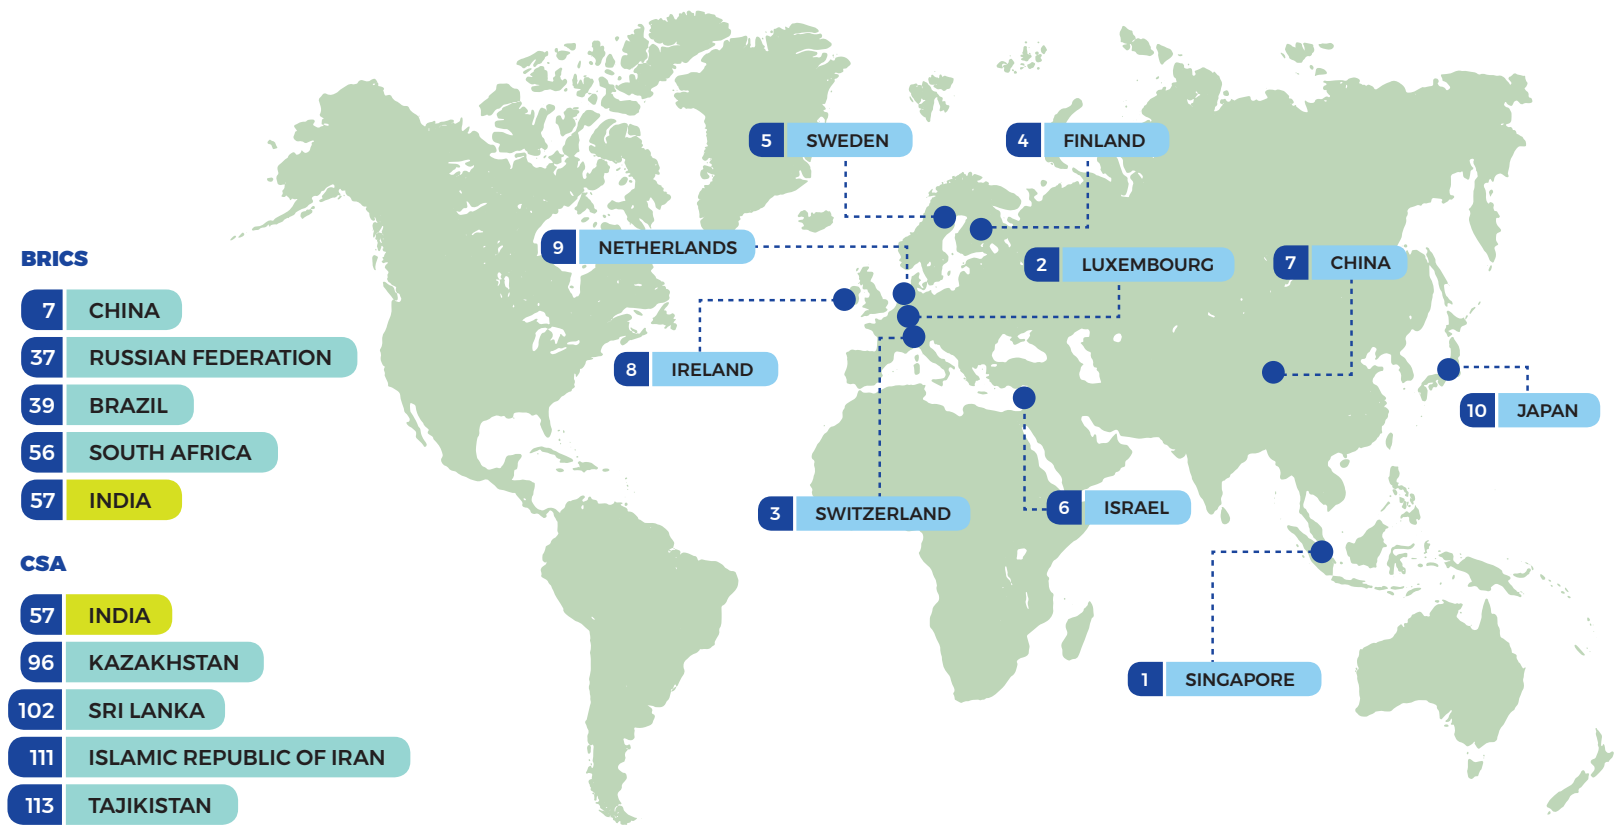 BRICS
7 CHINA
37 RUSSIAN FEDERATION
39 BRAZIL
56 SOUTH AFRICA
57 INDIA
CSA
57 INDIA
96 KAZAKHSTAN
102 SRI LANKA
111 ISLAMIC REPUBLIC OF IRAN
113 TAJIKISTAN
5 SWEDEN
4 FINLAND
9 NETHERLANDS
2 LUXEMBOURG
7 CHINA
8 IRELAND
10 JAPAN
3 SWITZERLAND
6 ISRAEL
1 SINGAPORE